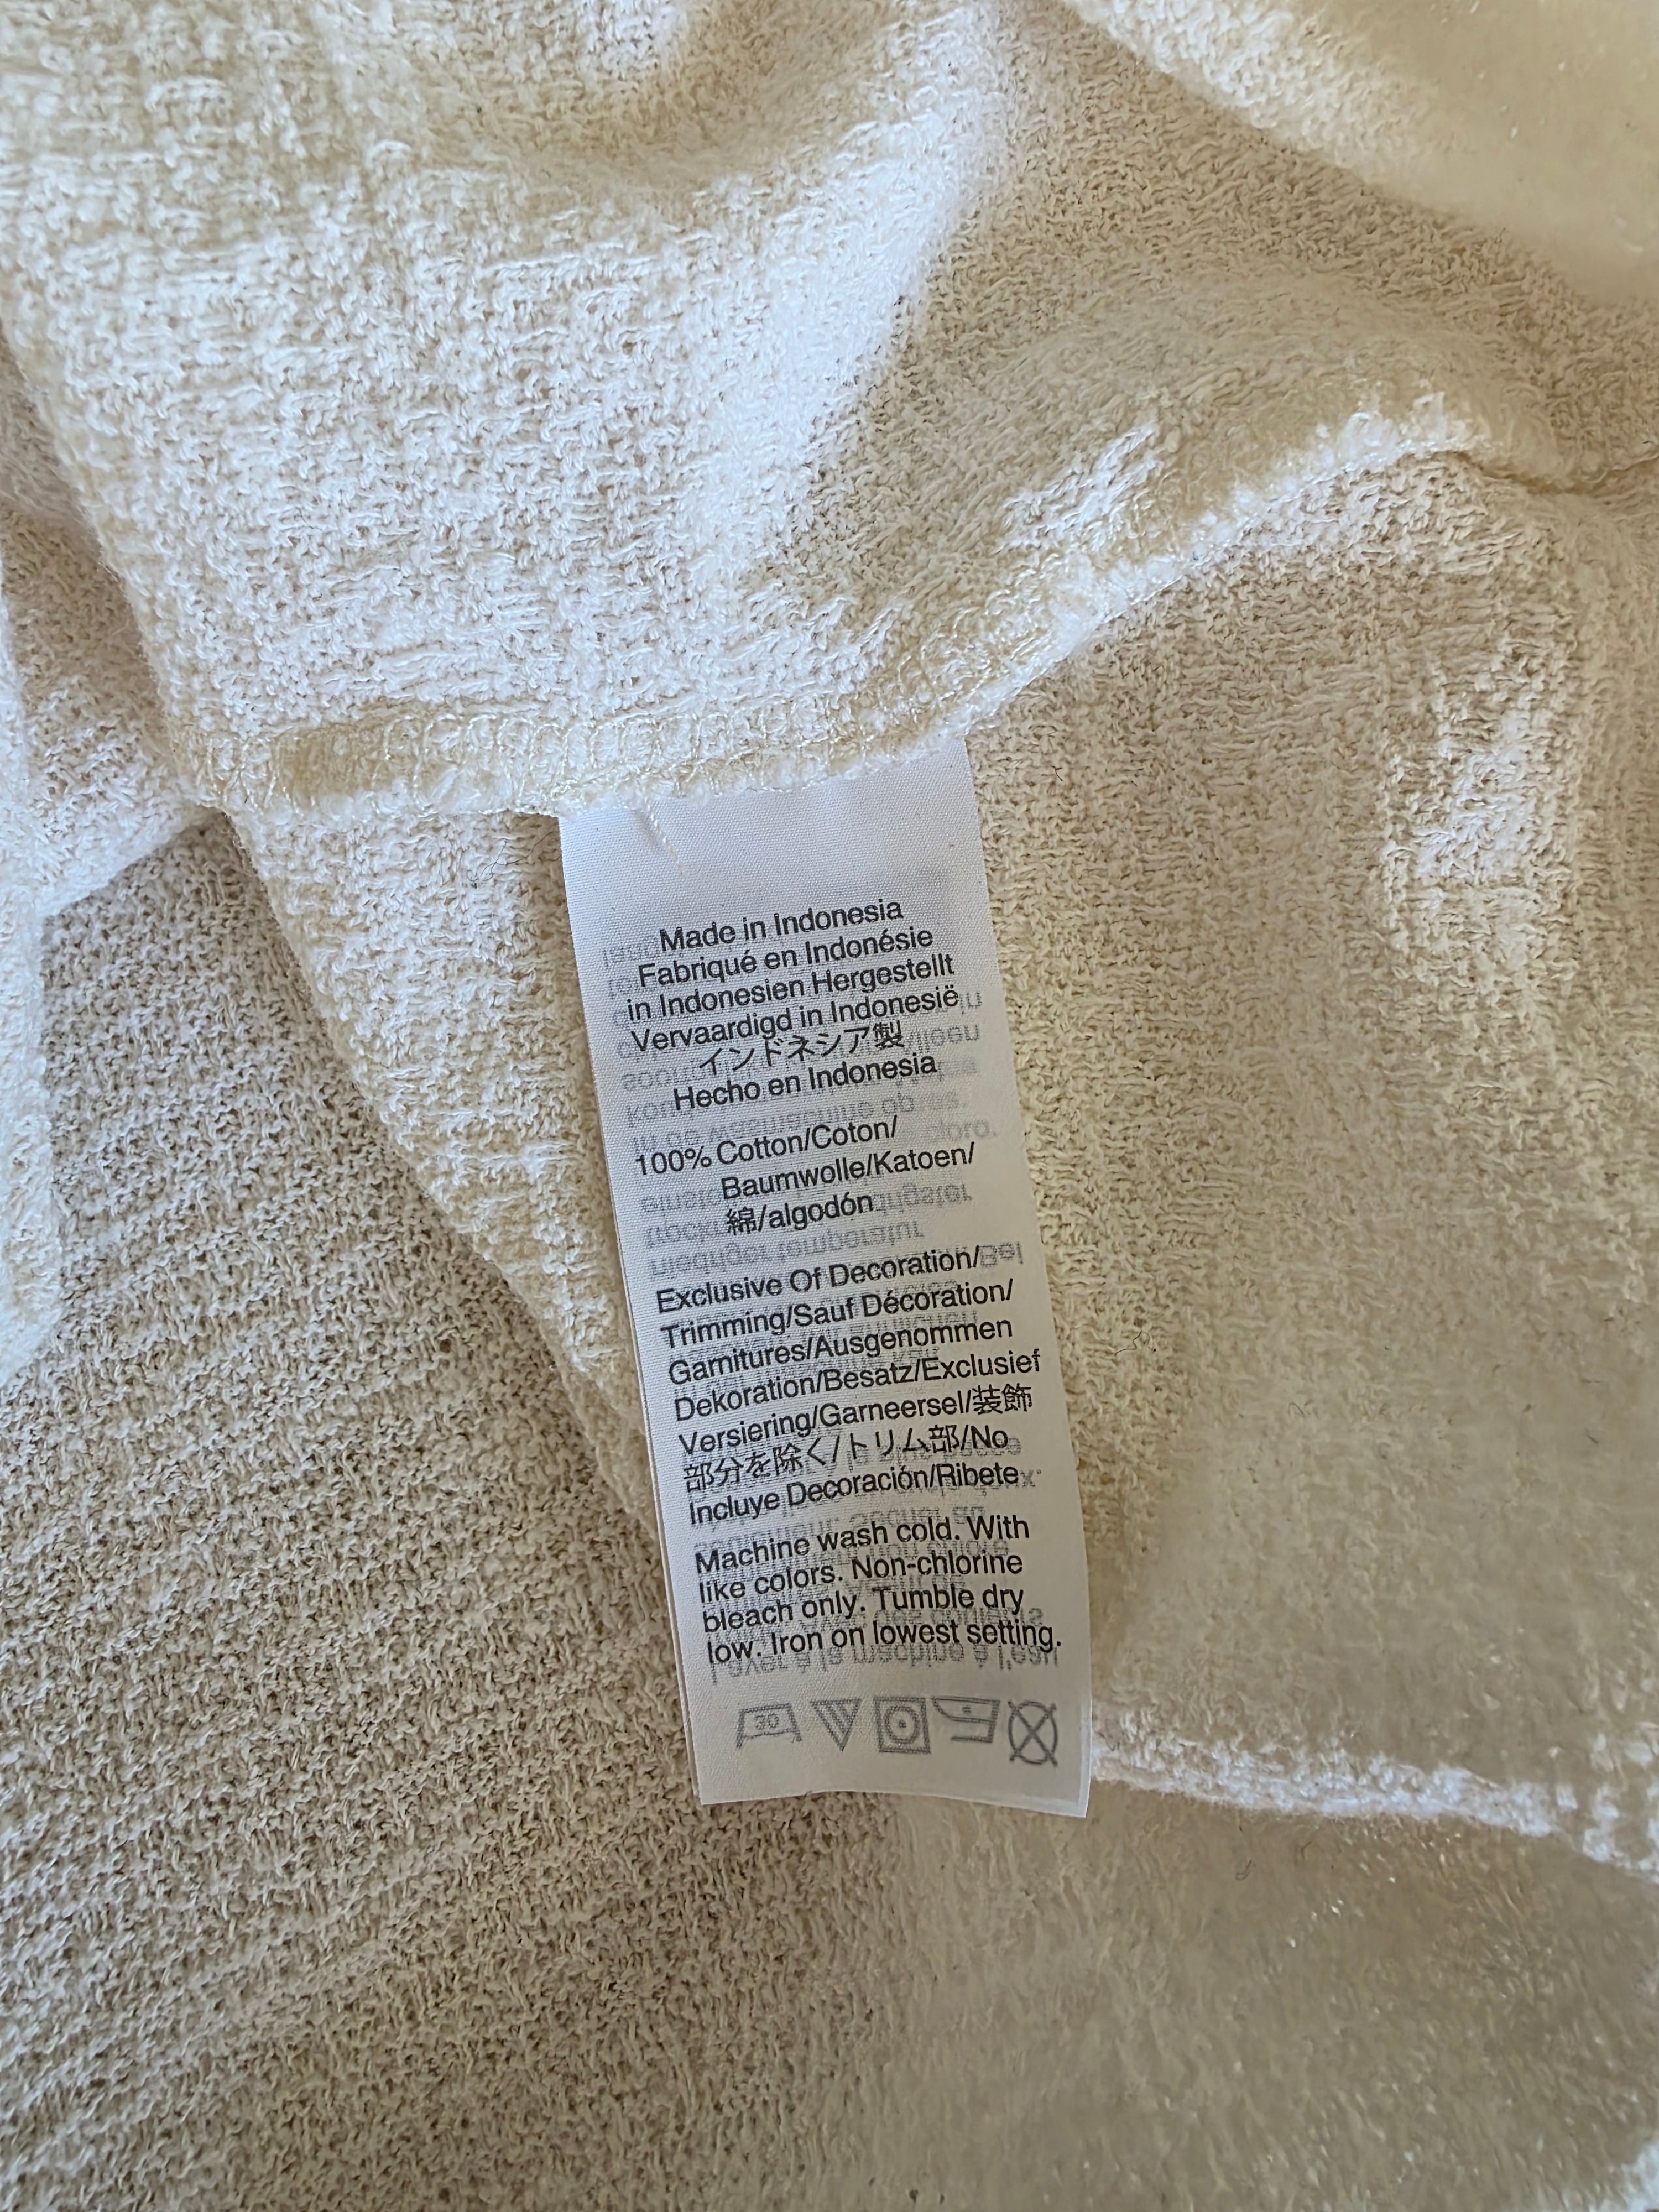 Made in Indonesia
Fabriqué en Indonésie
in Indonesien Hergestellt
Vervaardigd in Indonesië
インドネシア製
Hecho en Indonesia
100% Cotton/Coton/
Baumwolle/Katoen/
綿/algodón
Exclusive Of Decoration/
Trimming/Sauf Décoration/
Garnitures/Ausgenommen
Dekoration/Besatz/Exclusief
Versiering/Garneersel/装飾
部分を除く/トリム部/No
Incluye Decoración/Ribete
Machine wash cold. With
like colors. Non-chlorine
bleach only. Tumble dry
low. Iron on lowest setting.
30